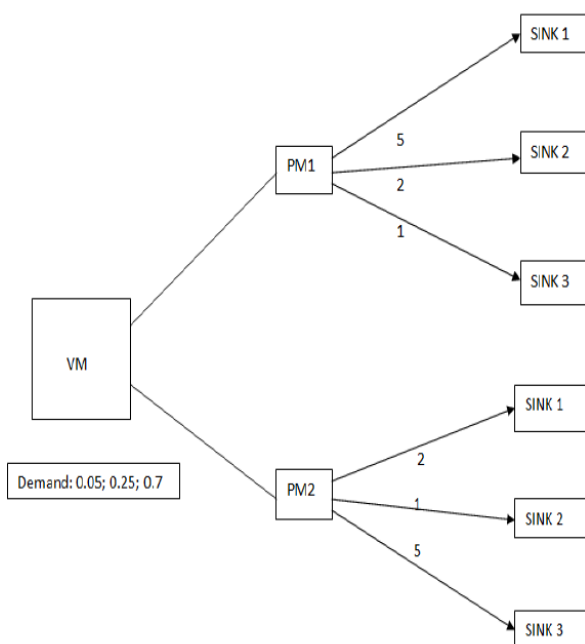 SINK 1
5
SINK 2
PM1
2
1
SINK 3
VM
SINK 1
2
Demand: 0.05; 0.25; 0.7
PM2
1
SINK 2
5
SINK 3